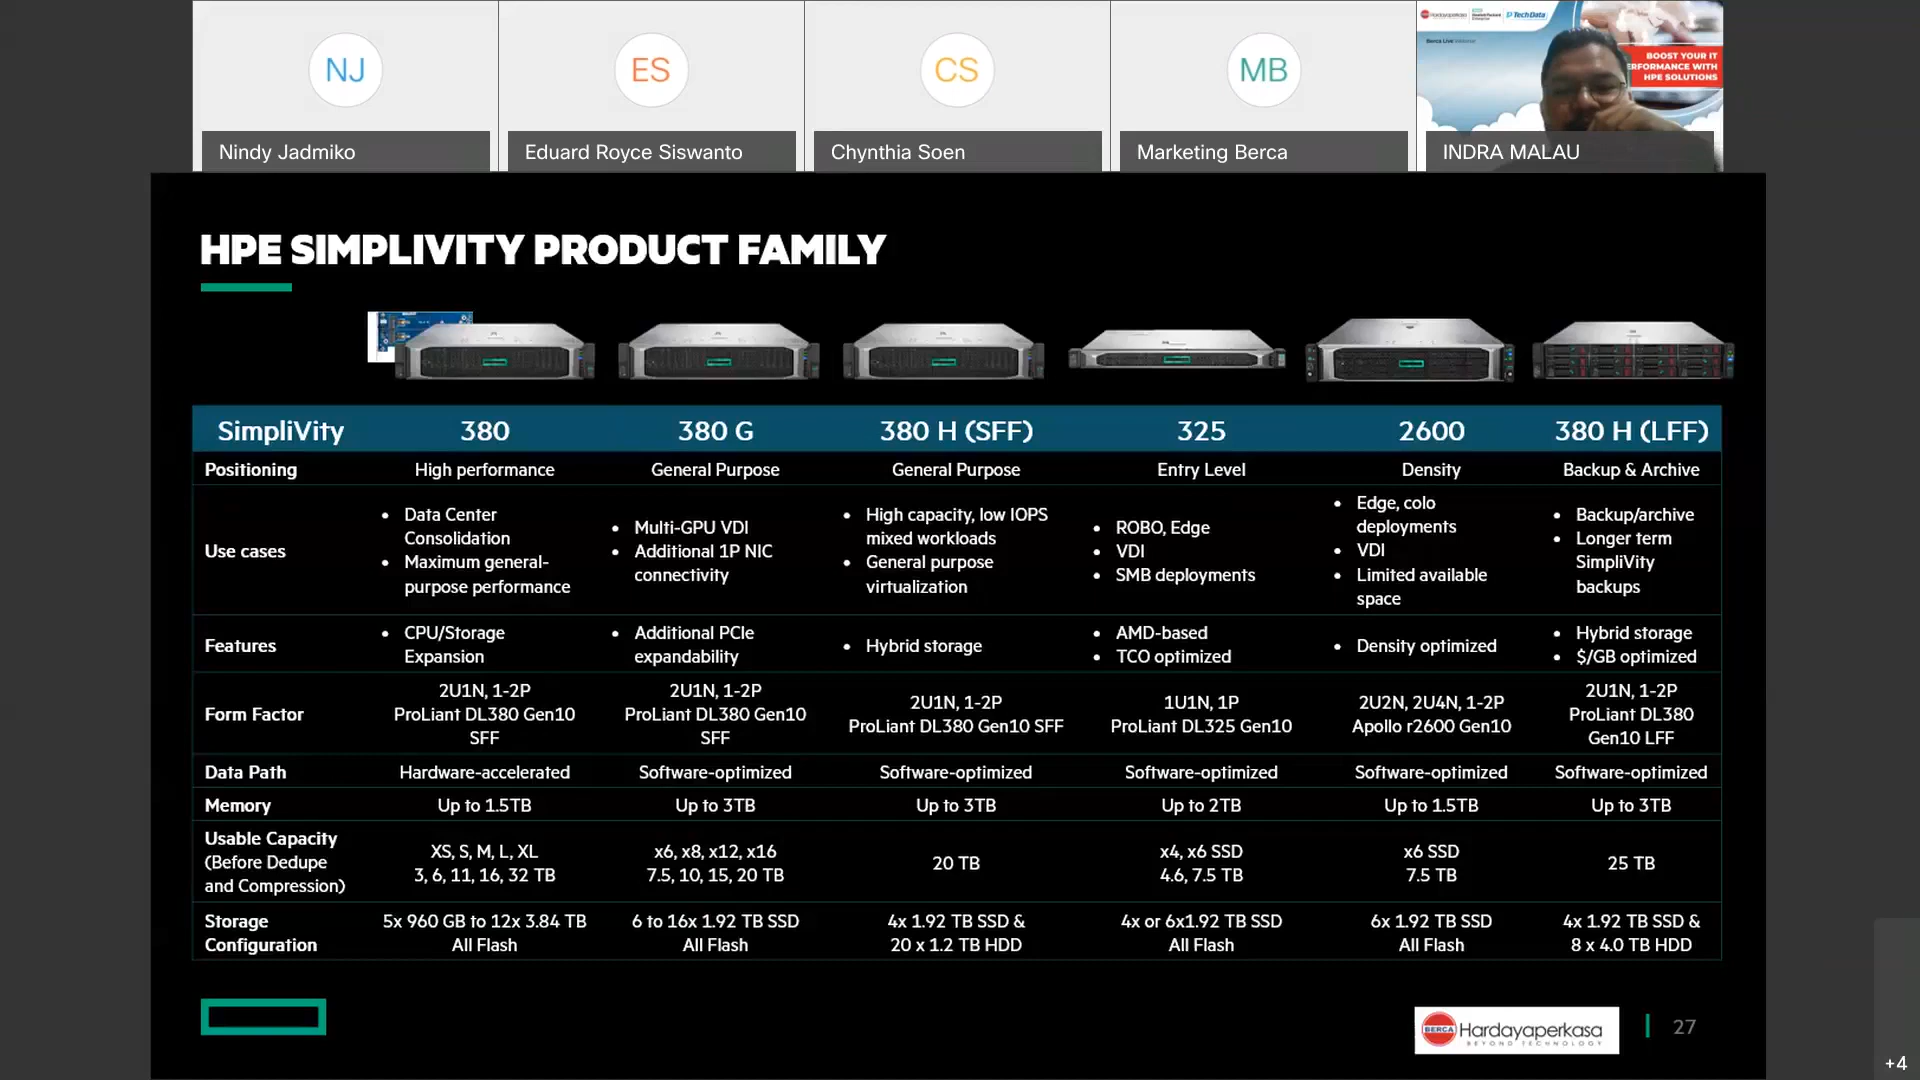 NJ
ES
CS
MB
Hardayaperkasa
Hewlett Packard
Enterprise
TechData
Berca Live Webinar
BOOST YOUR IT
ERFORMANCE WITH
HPE SOLUTIONS
Nindy Jadmiko
Eduard Royce Siswanto
Chynthia Soen
Marketing Berca
INDRA MALAU
HPE SIMPLIVITY PRODUCT FAMILY
SimpliVity 380 380 G 380 H (SFF) 325 2600 380 H (LFF)
Positioning High performance General Purpose General Purpose Entry Level Density Backup & Archive
Use cases
• Data Center
Consolidation
• Maximum general-
purpose performance
• Multi-GPU VDI
• Additional 1P NIC
connectivity
• High capacity, low IOPS
mixed workloads
• General purpose
virtualization
• ROBO, Edge
• VDI
• SMB deployments
• Edge, colo
deployments
• VDI
• Limited available
space
• Backup/archive
• Longer term
SimpliVity
backups
Features
• CPU/Storage
Expansion
• Additional PCIe
expandability
• Hybrid storage
• AMD-based
• TCO optimized
• Density optimized
• Hybrid storage
• $/GB optimized
Form Factor
2U1N, 1-2P
ProLiant DL380 Gen10
SFF
2U1N, 1-2P
ProLiant DL380 Gen10
SFF
2U1N, 1-2P
ProLiant DL380 Gen10 SFF
1U1N, 1P
ProLiant DL325 Gen10
2U2N, 2U4N, 1-2P
Apollo r2600 Gen10
2U1N, 1-2P
ProLiant DL380
Gen10 LFF
Data Path Hardware-accelerated Software-optimized Software-optimized Software-optimized Software-optimized Software-optimized
Memory Up to 1.5TB Up to 3TB Up to 3TB Up to 2TB Up to 1.5TB Up to 3TB
Usable Capacity
(Before Dedupe
and Compression)
XS, S, M, L, XL
3, 6, 11, 16, 32 TB
x6, x8, x12, x16
7.5, 10, 15, 20 TB
20 TB
x4, x6 SSD
4.6, 7.5 TB
x6 SSD
7.5 TB
25 TB
Storage
Configuration
5x 960 GB to 12x 3.84 TB
All Flash
6 to 16x 1.92 TB SSD
All Flash
4x 1.92 TB SSD &
20 x 1.2 TB HDD
4x or 6x1.92 TB SSD
All Flash
6x 1.92 TB SSD
All Flash
4x 1.92 TB SSD &
8 x 4.0 TB HDD
BERCA Hardayaperkasa
BEYOND TECHNOLOGY
27
+4